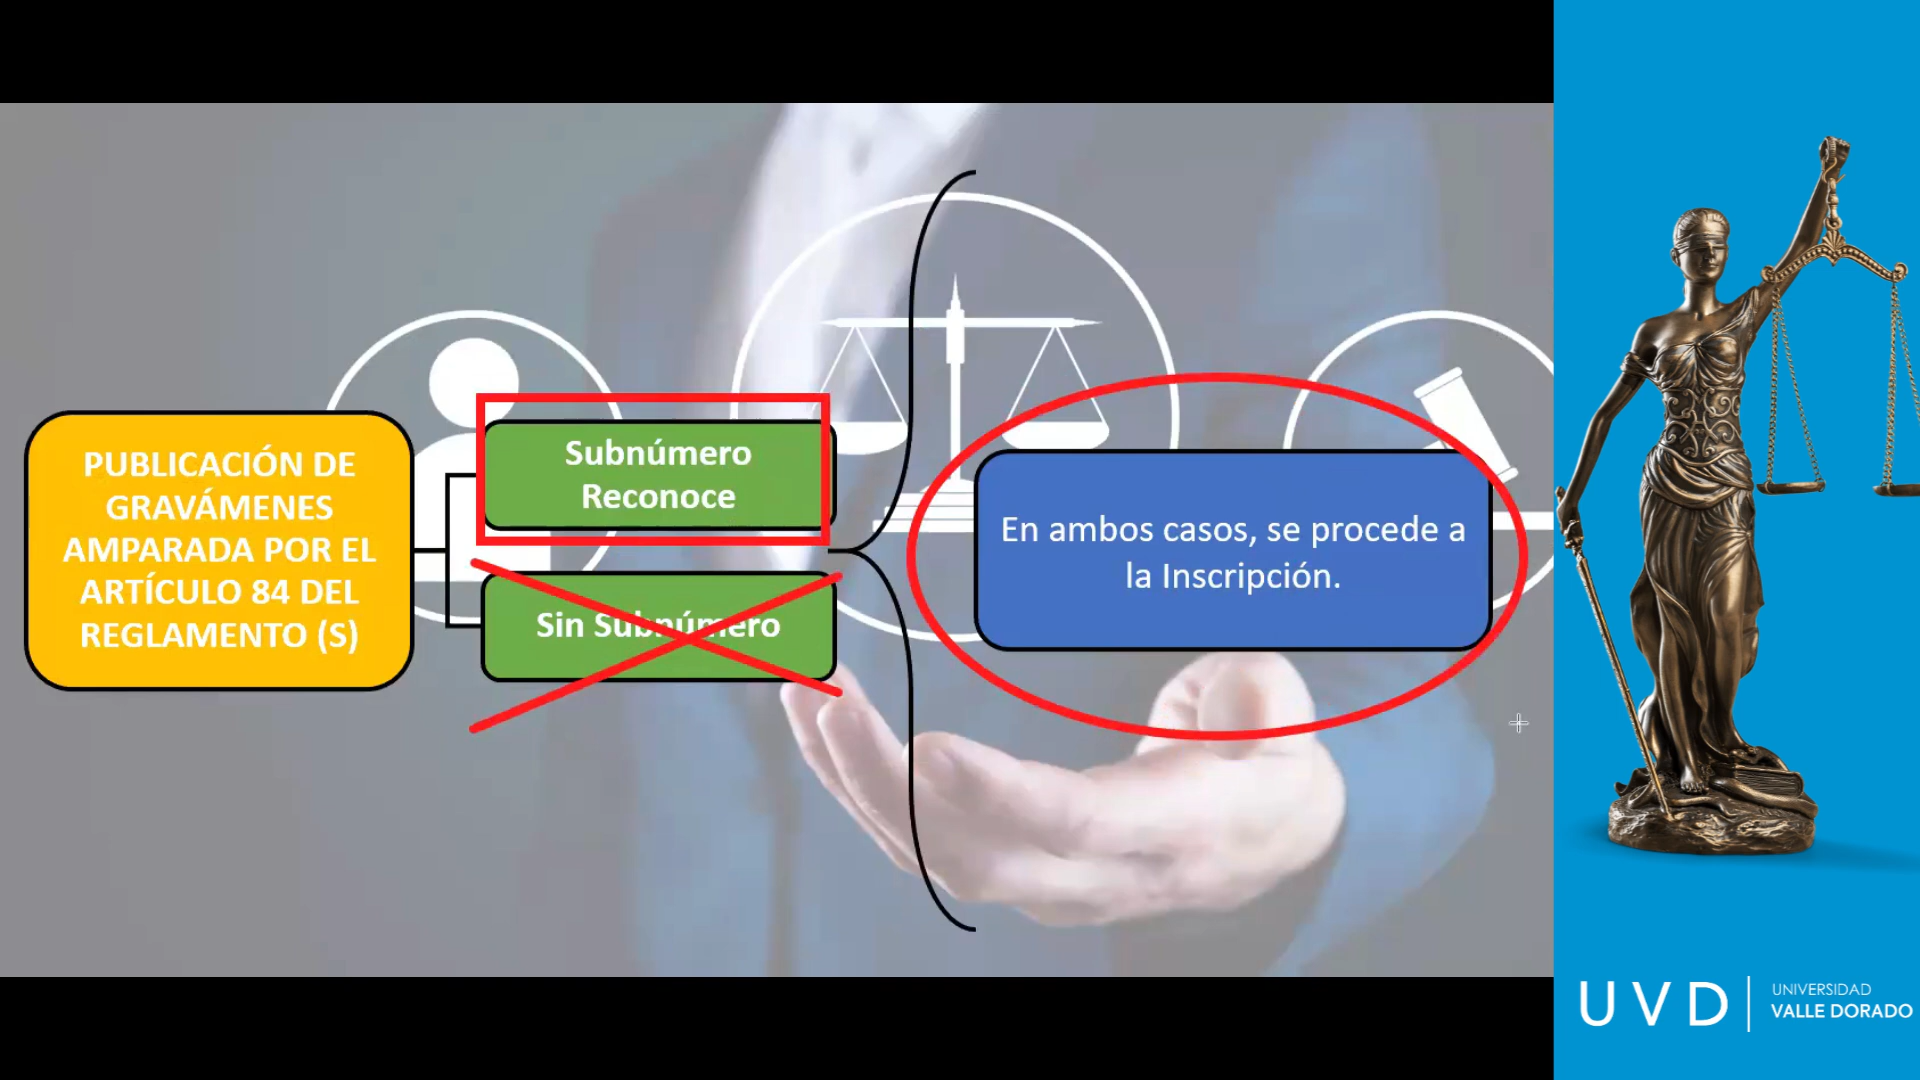 PUBLICACIÓN DE
GRAVÁMENES
AMPARADA POR EL
ARTÍCULO 84 DEL
REGLAMENTO (S)
Subnúmero
Reconoce
Sin Subnúmero
En ambos casos, se procede a
la Inscripción.
UVD
UNIVERSIDAD
VALLE DORADO